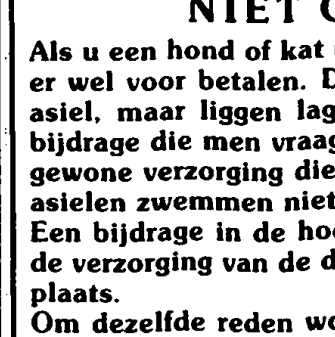 NIET
Als u een hond of kat
er wel voor betalen.
asiel, maar liggen lag
bijdrage die men vraag
gewone verzorging die
asielen zwemmen niet
Een bijdrage in de hoo
de verzorging van de d
plaats.
Om dezelfde reden wo